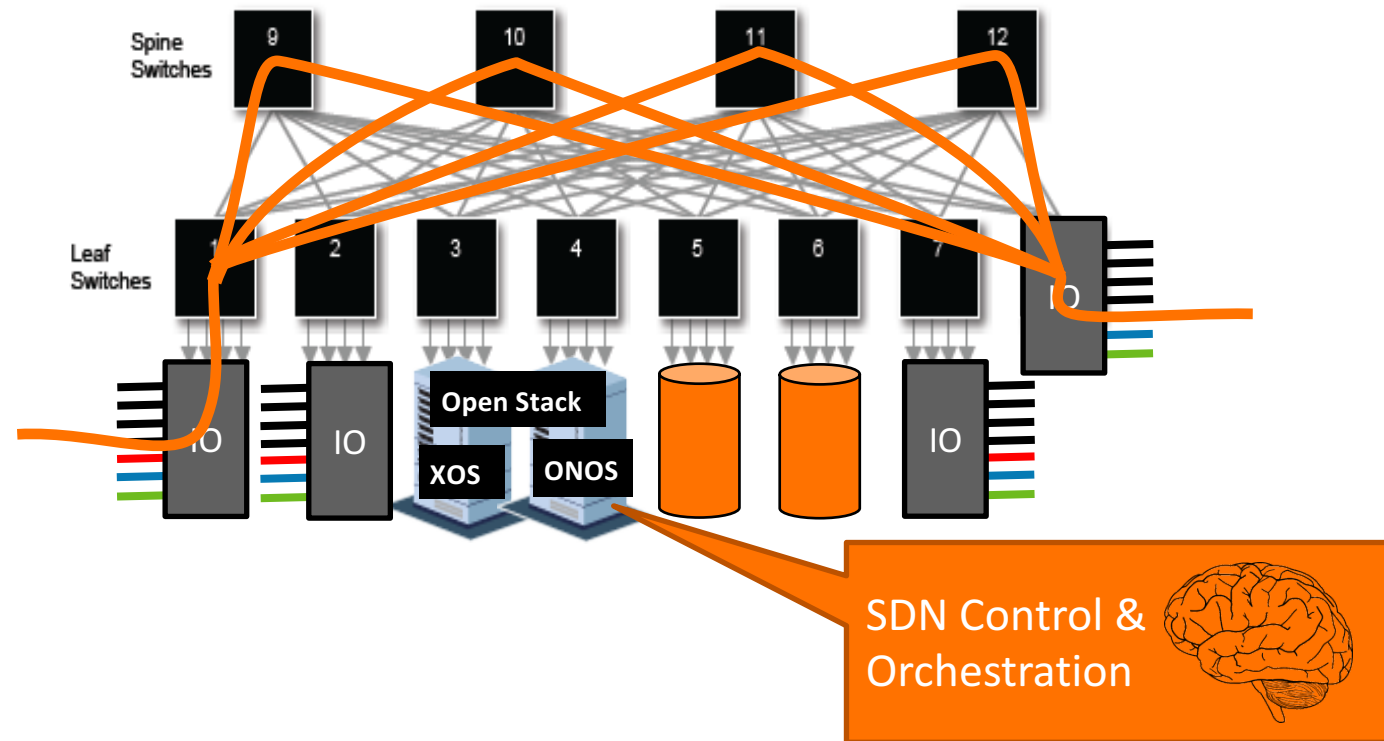 Spine
Switches
9
10
11
12
Leaf
Switches
1
2
3
4
5
6
7
IO
IO
IO
Open Stack
XOS
ONOS
IO
SDN Control &
Orchestration